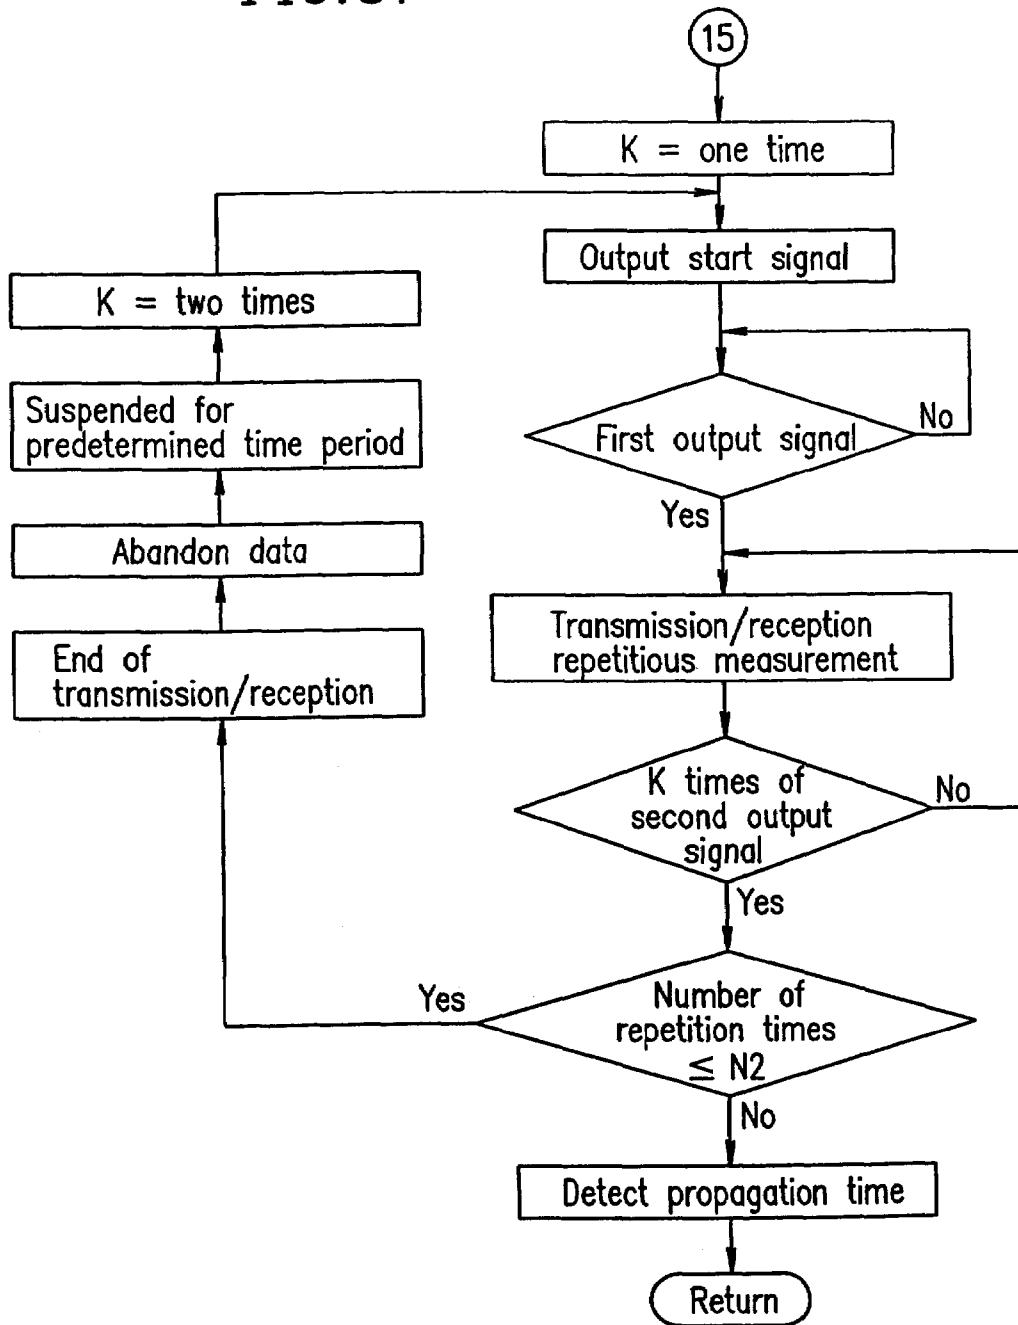 15
K = one time
Output start signal
K = two times
Suspended for
predetermined time period
First output signal
No
Yes
Abandon data
Transmission/reception
repetitious measurement
End of
transmission/reception
K times of
second output
signal
No
Yes
Yes
Number of
repetition times
≦ N2
No
Detect propagation time
Return